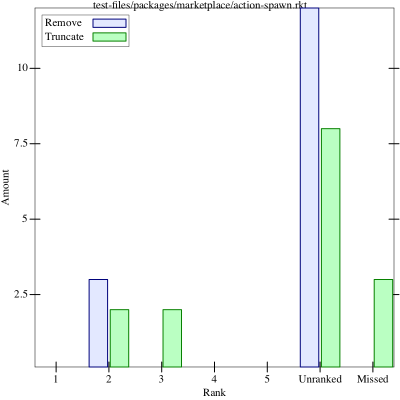 test-files/packages/marketplace/action-spawn.rkt
Remove
Truncate
10
7.5
5
2.5
Amount
1 2 3 4 5 Unranked Missed
Rank